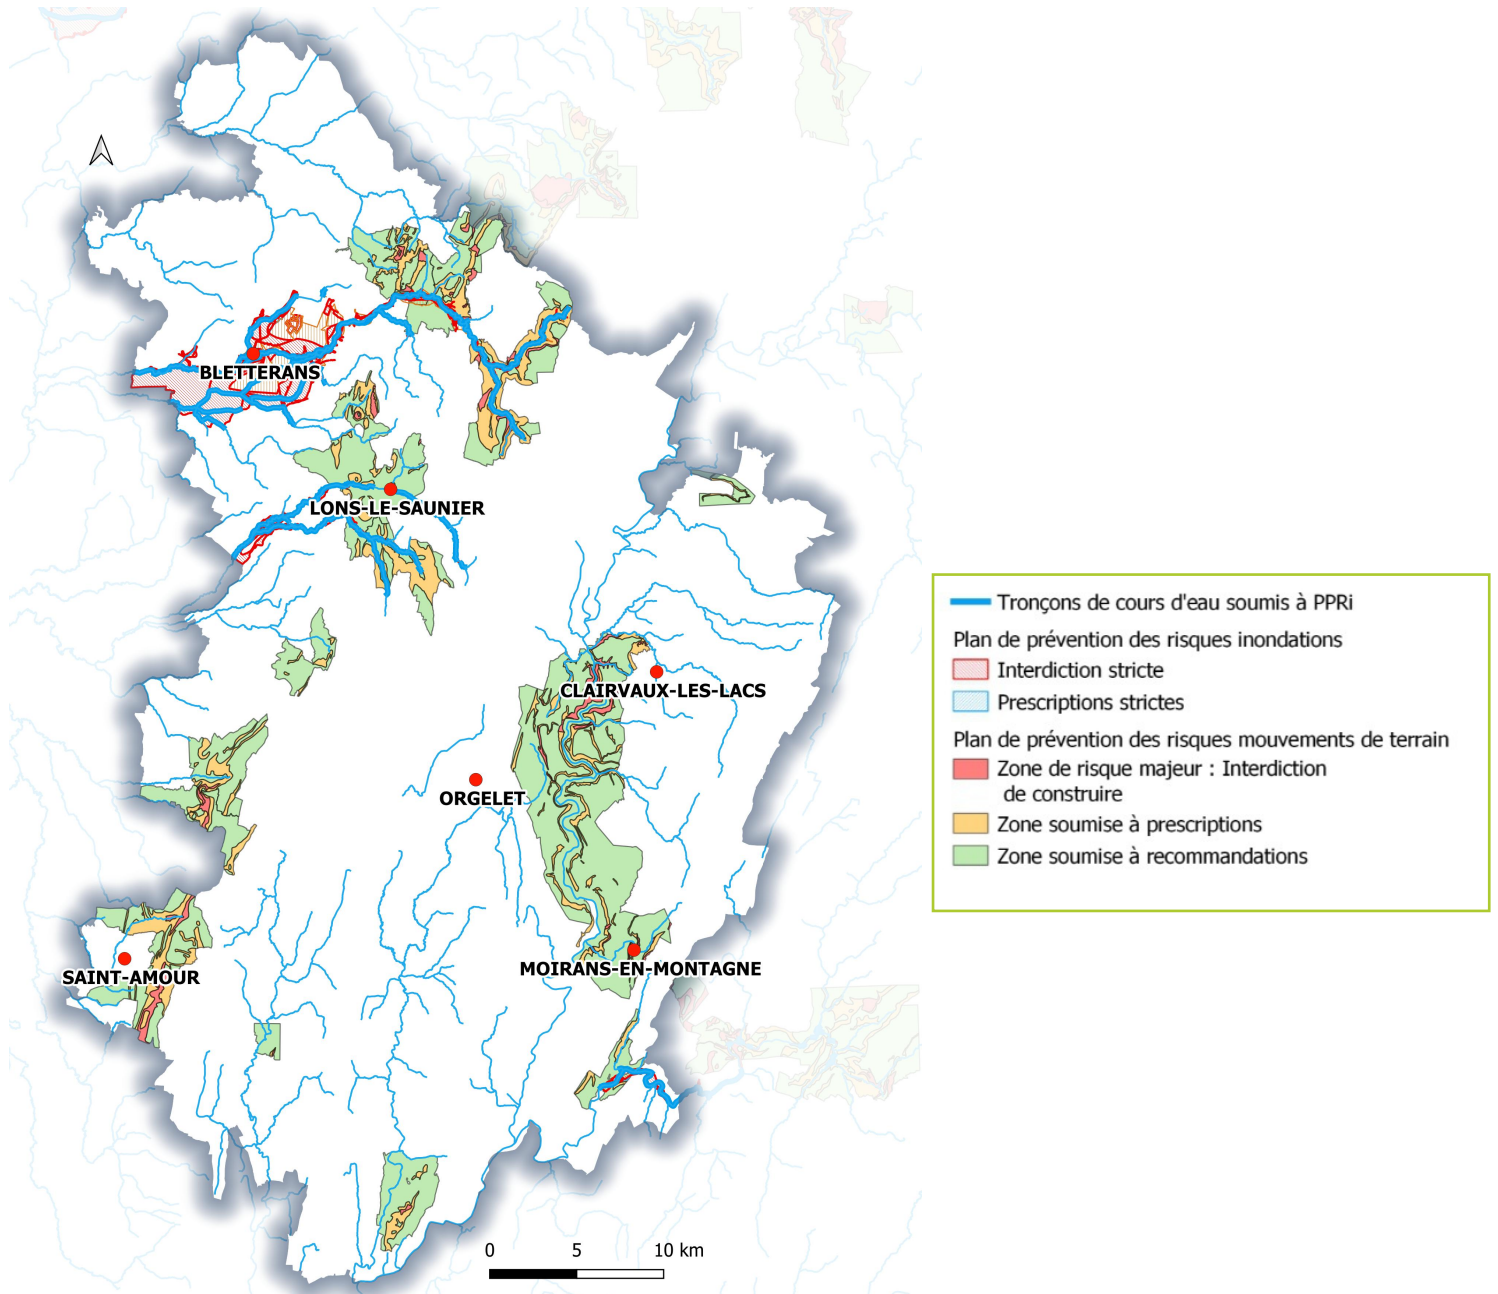 BLETTERANS
LONS-LE-SAUNIER
CLAIRVAUX-LES-LACS
ORGELET
MOIRANS-EN-MONTAGNE
SAINT-AMOUR
0 5 10 km
Tronçons de cours d'eau soumis à PPRi
Plan de prévention des risques inondations
Interdiction stricte
Prescriptions strictes
Plan de prévention des risques mouvements de terrain
Zone de risque majeur : Interdiction
de construire
Zone soumise à prescriptions
Zone soumise à recommandations